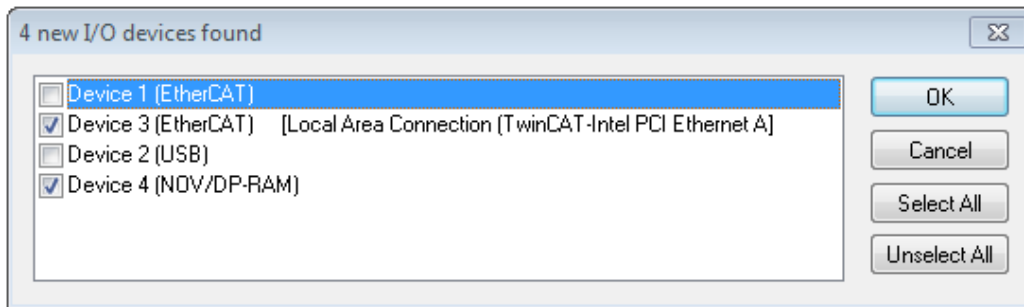 4 new I/O devices found
Device 1 (EtherCAT)
Device 3 (EtherCAT) [Local Area Connection (TwinCAT-Intel PCI Ethernet A]
Device 2 (USB)
Device 4 (NOV/DP-RAM)
OK
Cancel
Select All
Unselect All